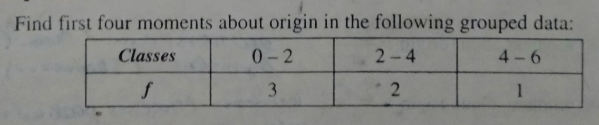 Find first four moments about origin in the following grouped data:
Classes 0 – 2 2 – 4 4 – 6
f 3 2 1